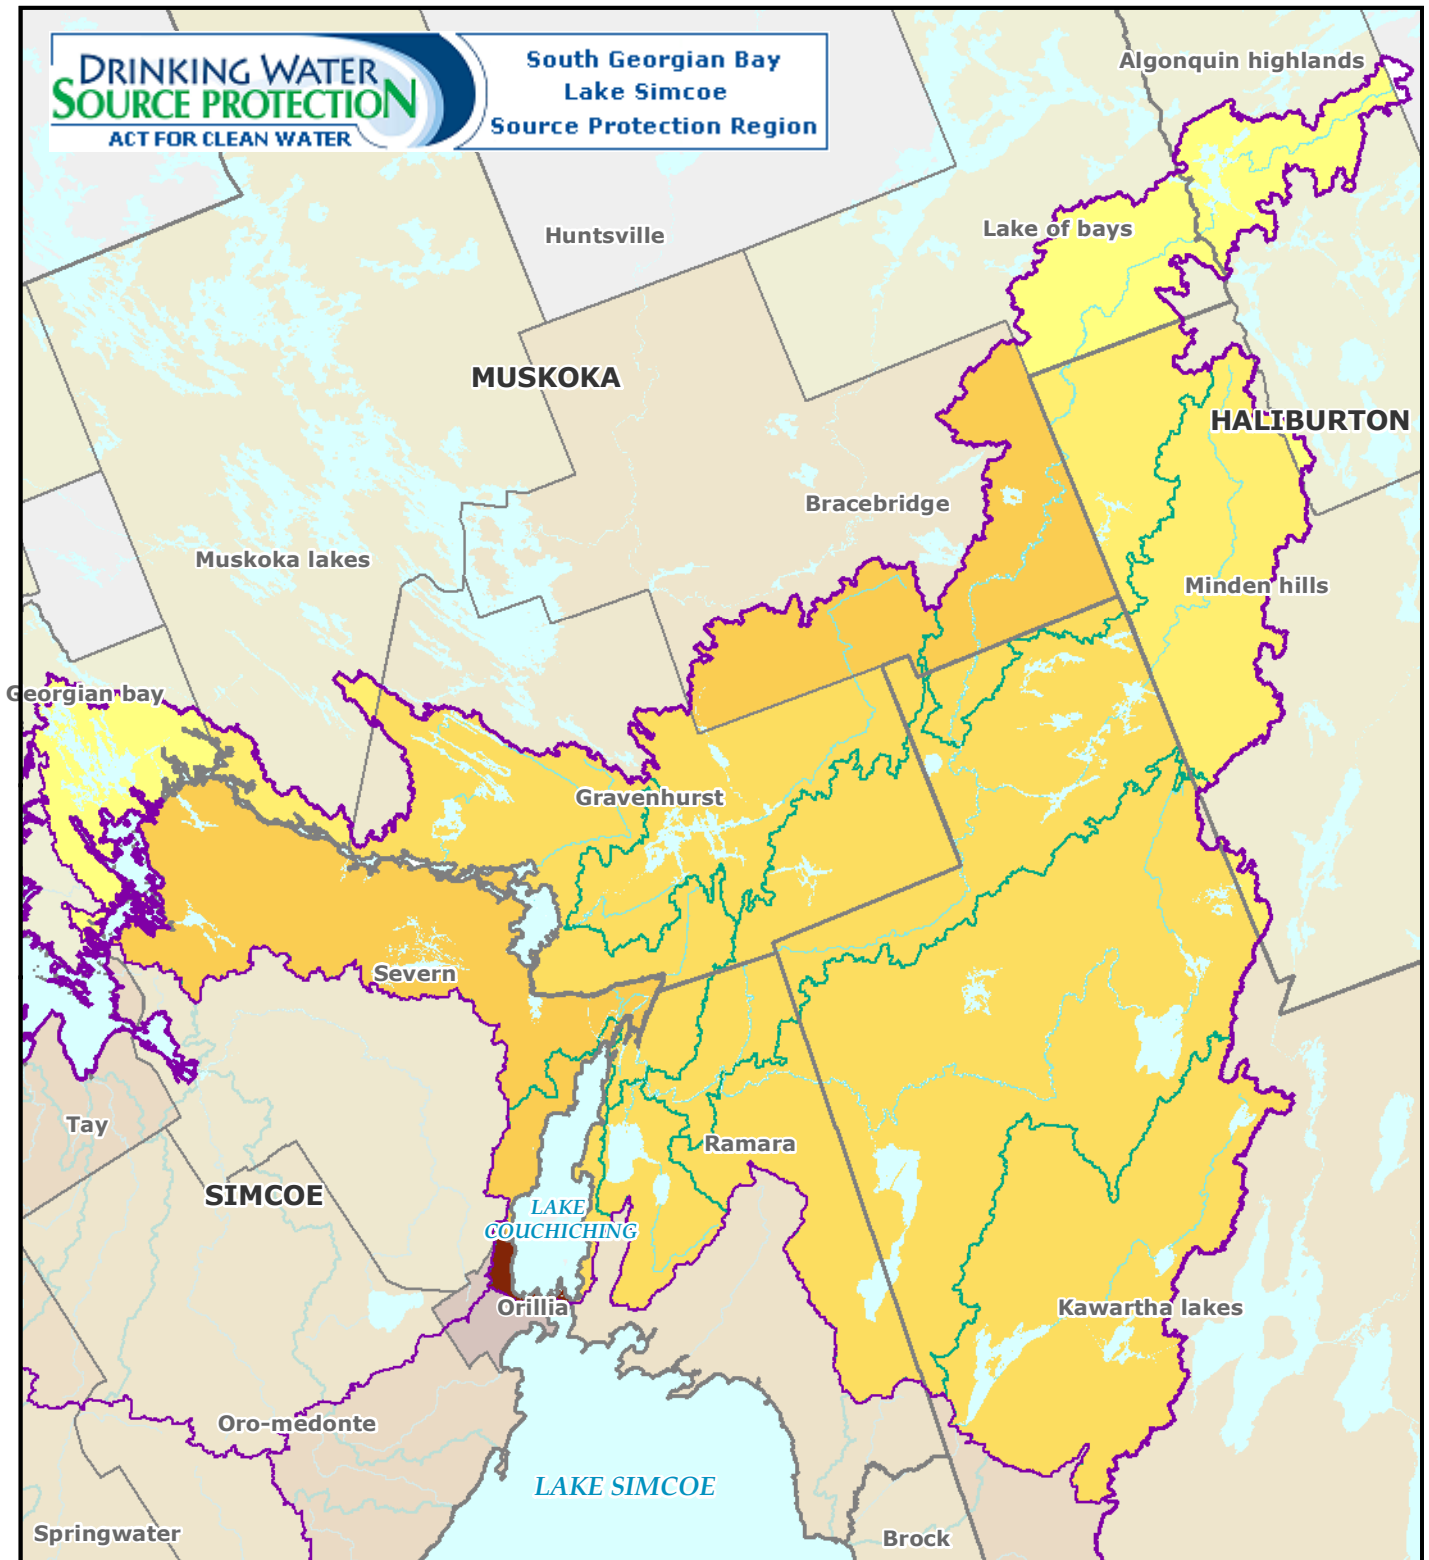 DRINKING WATER
SOURCE PROTECTION
ACT FOR CLEAN WATER
South Georgian Bay
Lake Simcoe
Source Protection Region
Algonquin highlands
Lake of bays
Huntsville
MUSKOKA
HALIBURTON
Bracebridge
Muskoka lakes
Minden hills
Georgian bay
Gravenhurst
Severn
Tay
Ramara
SIMCOE
LAKE
COUCHICHING
Orillia
Kawartha lakes
Oro-medonte
LAKE SIMCOE
Springwater
Brock